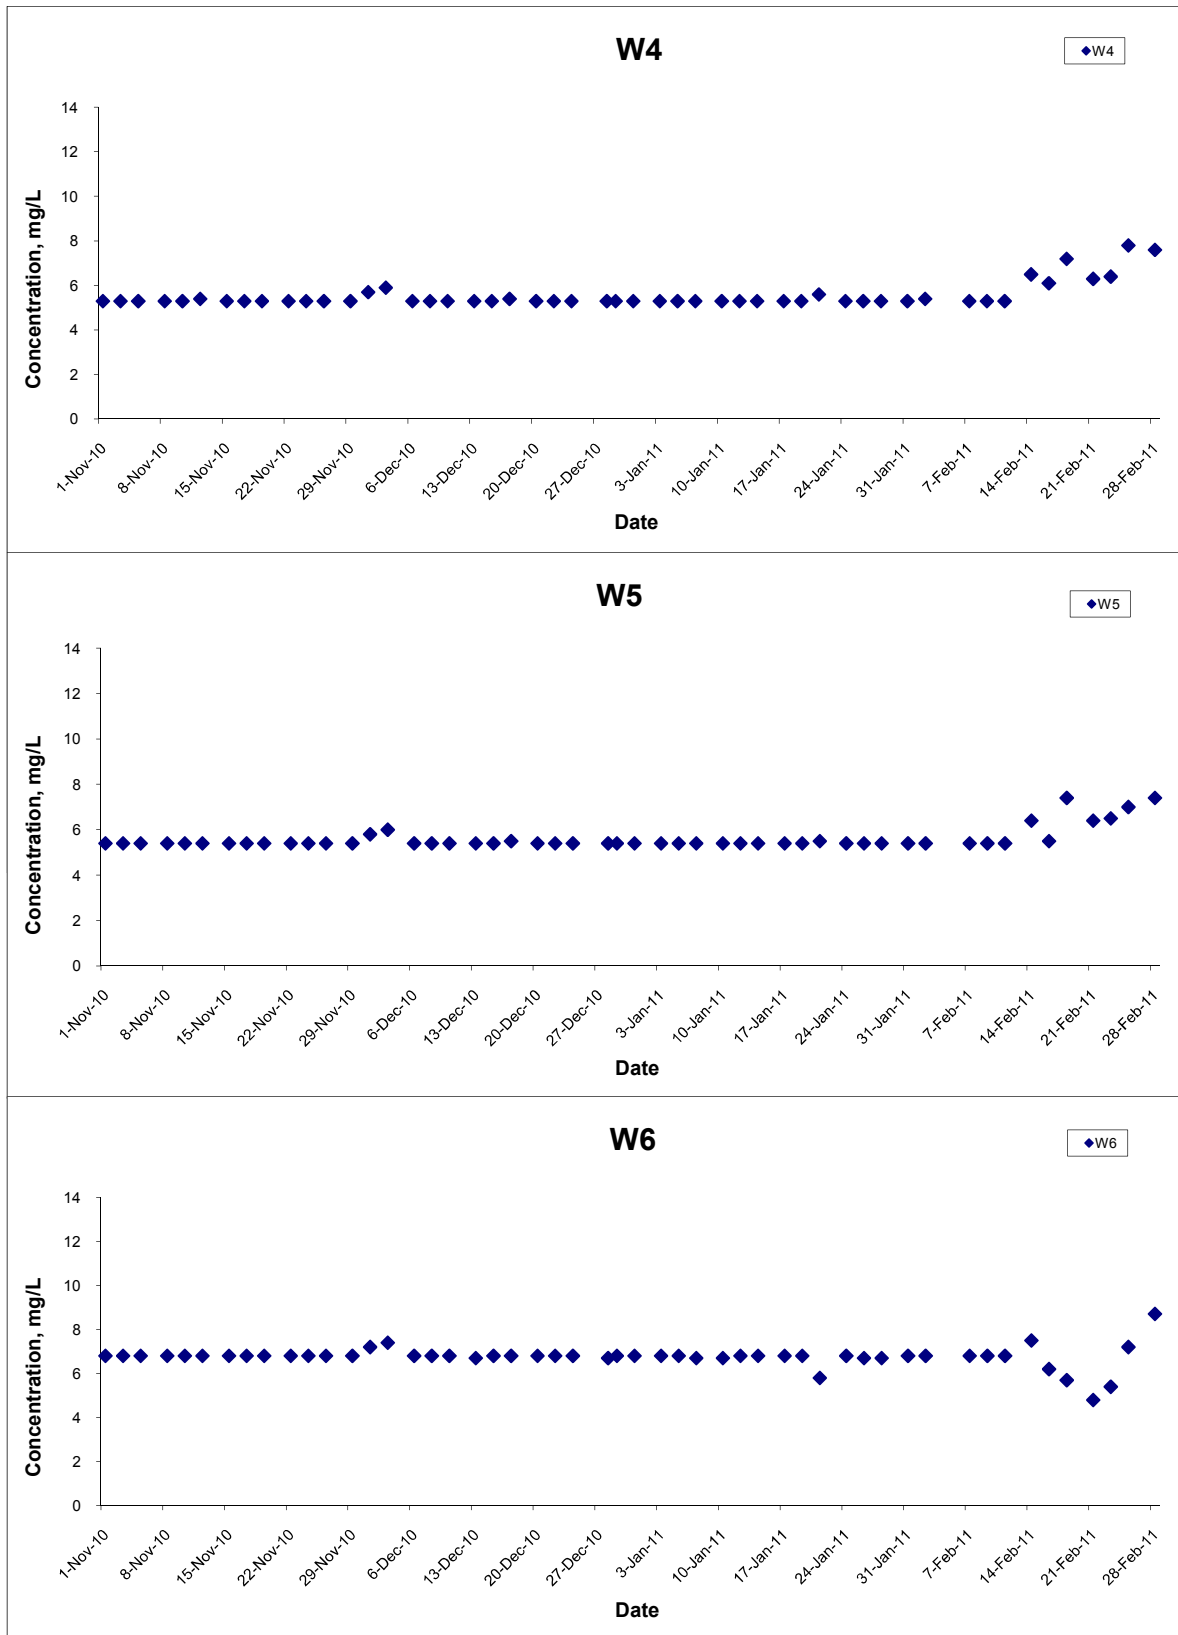 W4
W4
14
12
10
8
6
4
2
0
Concentration, mg/L
1-Nov-10
8-Nov-10
15-Nov-10
22-Nov-10
29-Nov-10
6-Dec-10
13-Dec-10
20-Dec-10
27-Dec-10
3-Jan-11
10-Jan-11
17-Jan-11
24-Jan-11
31-Jan-11
7-Feb-11
14-Feb-11
21-Feb-11
28-Feb-11
Date
W5
W5
14
12
10
8
6
4
2
0
Concentration, mg/L
1-Nov-10
8-Nov-10
15-Nov-10
22-Nov-10
29-Nov-10
6-Dec-10
13-Dec-10
20-Dec-10
27-Dec-10
3-Jan-11
10-Jan-11
17-Jan-11
24-Jan-11
31-Jan-11
7-Feb-11
14-Feb-11
21-Feb-11
28-Feb-11
Date
W6
W6
14
12
10
8
6
4
2
0
Concentration, mg/L
1-Nov-10
8-Nov-10
15-Nov-10
22-Nov-10
29-Nov-10
6-Dec-10
13-Dec-10
20-Dec-10
27-Dec-10
3-Jan-11
10-Jan-11
17-Jan-11
24-Jan-11
31-Jan-11
7-Feb-11
14-Feb-11
21-Feb-11
28-Feb-11
Date